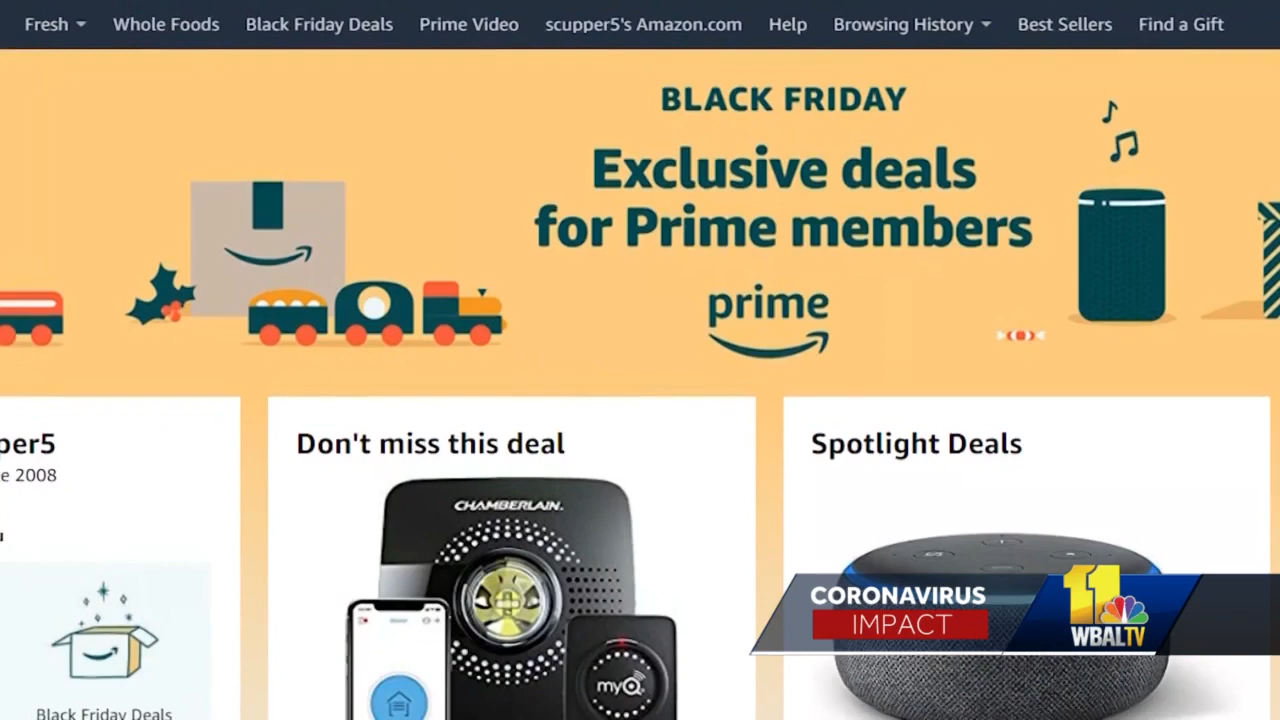 Fresh
Whole Foods
Black Friday Deals
Prime Video
scupper5's Amazon.com
Help
Browsing History
Best Sellers
Find a Gift
BLACK FRIDAY
Exclusive deals
for Prime members
prime
per5
e 2008
Don't miss this deal
Spotlight Deals
CHAMBERLAIN
myQ
Black Friday Deals
CORONAVIRUS
IMPACT
11
WBALTV